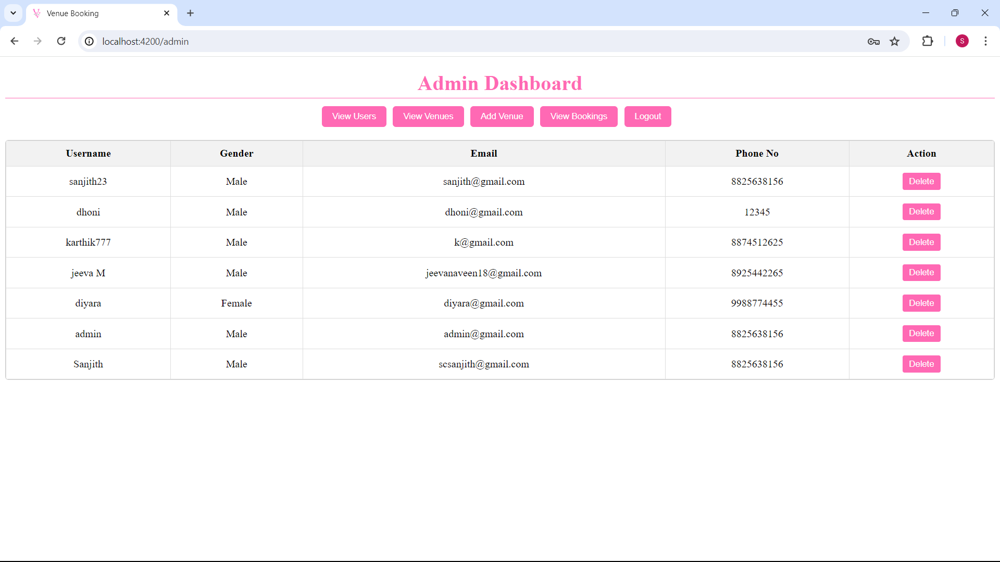 Venue Booking
localhost:4200/admin
S
Admin Dashboard
View Users View Venues Add Venue View Bookings Logout
Username Gender Email Phone No Action
sanjith23 Male sanjith@gmail.com 8825638156 Delete
dhoni Male dhoni@gmail.com 12345 Delete
karthik777 Male k@gmail.com 8874512625 Delete
jeeva M Male jeevanaveen18@gmail.com 8925442265 Delete
diyara Female diyara@gmail.com 9988774455 Delete
admin Male admin@gmail.com 8825638156 Delete
Sanjith Male scsanjith@gmail.com 8825638156 Delete